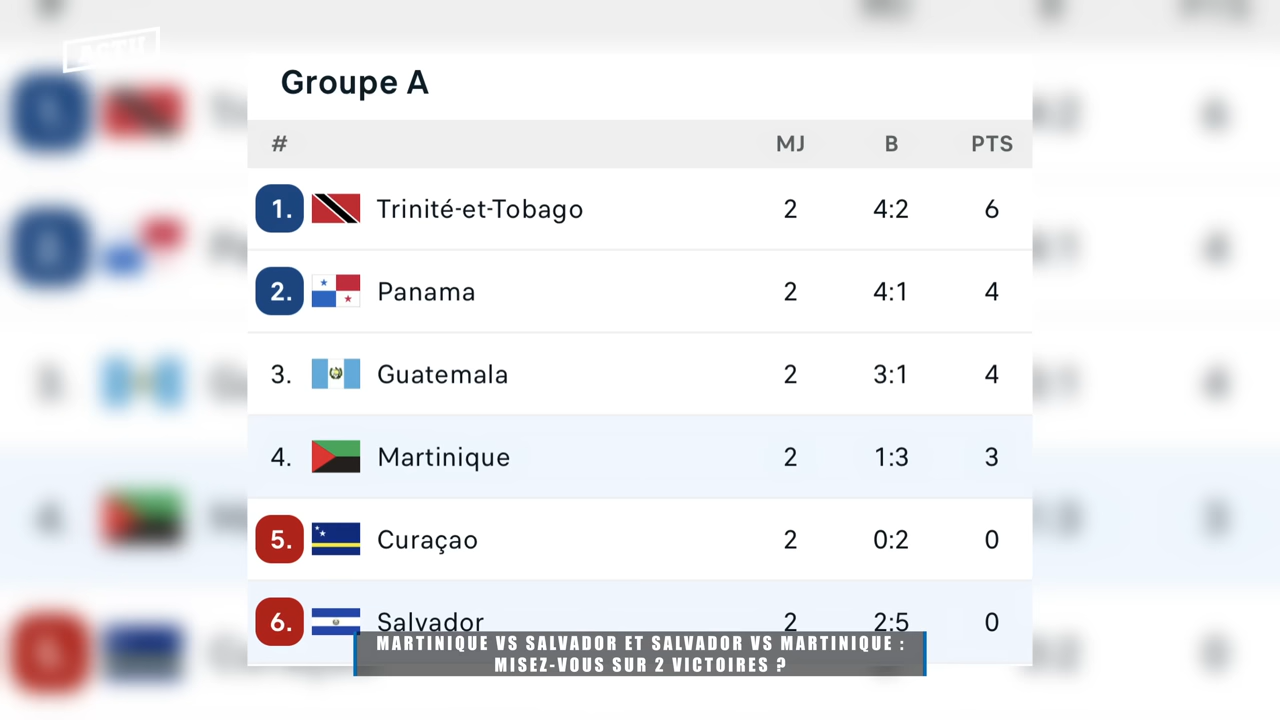 ACTU
Groupe A
# MJ B PTS
1. Trinité-et-Tobago 2 4:2 6
2. Panama 2 4:1 4
3. Guatemala 2 3:1 4
4. Martinique 2 1:3 3
5. Curaçao 2 0:2 0
6. Salvador 2 2:5 0
MARTINIQUE VS SALVADOR ET SALVADOR VS MARTINIQUE :
MISEZ-VOUS SUR 2 VICTOIRES ?